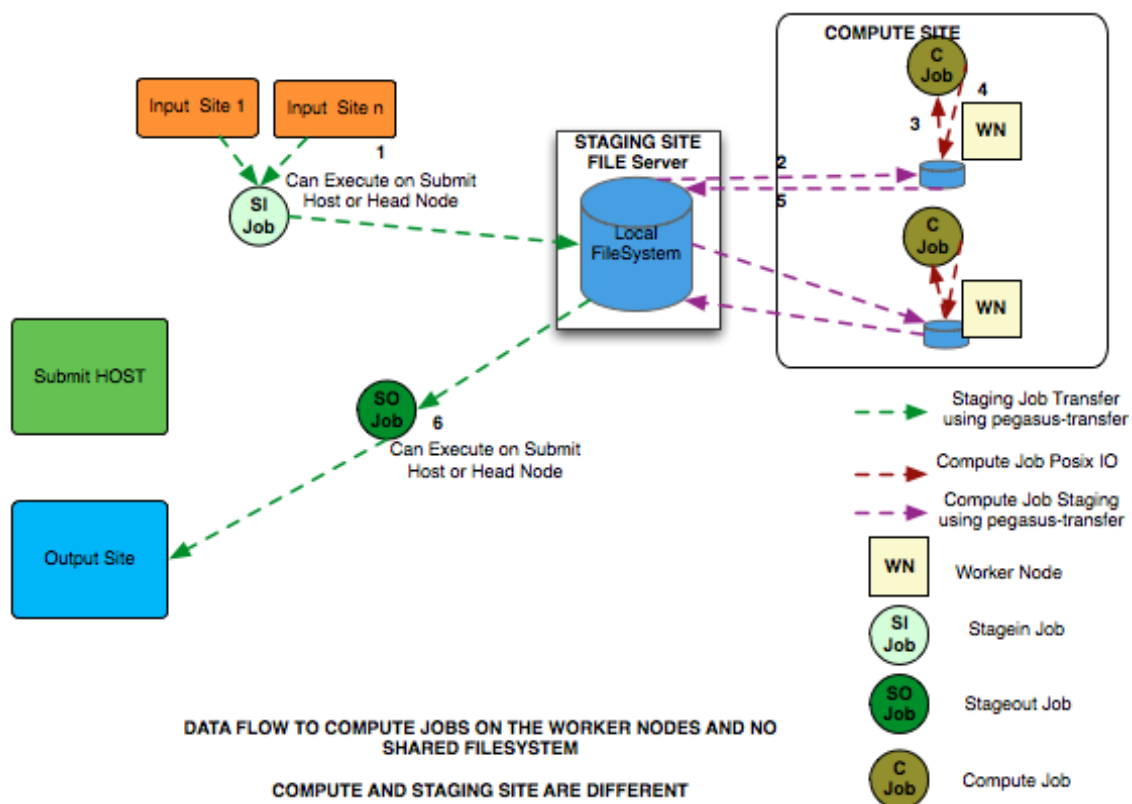 COMPUTE SITE
C
Job
4
3
WN
Input Site 1
Input Site n
1
Can Execute on Submit
Host or Head Node
SI
Job
STAGING SITE
FILE Server
Local
FileSystem
2
5
C
Job
WN
Submit HOST
SO
Job
6
Can Execute on Submit
Host or Head Node
Output Site
Staging Job Transfer
using pegasus-transfer
Compute Job Posix IO
Compute Job Staging
using pegasus-transfer
WN
Worker Node
SI
Job
Stagein Job
SO
Job
Stageout Job
C
Job
Compute Job
DATA FLOW TO COMPUTE JOBS ON THE WORKER NODES AND NO
SHARED FILESYSTEM
COMPUTE AND STAGING SITE ARE DIFFERENT